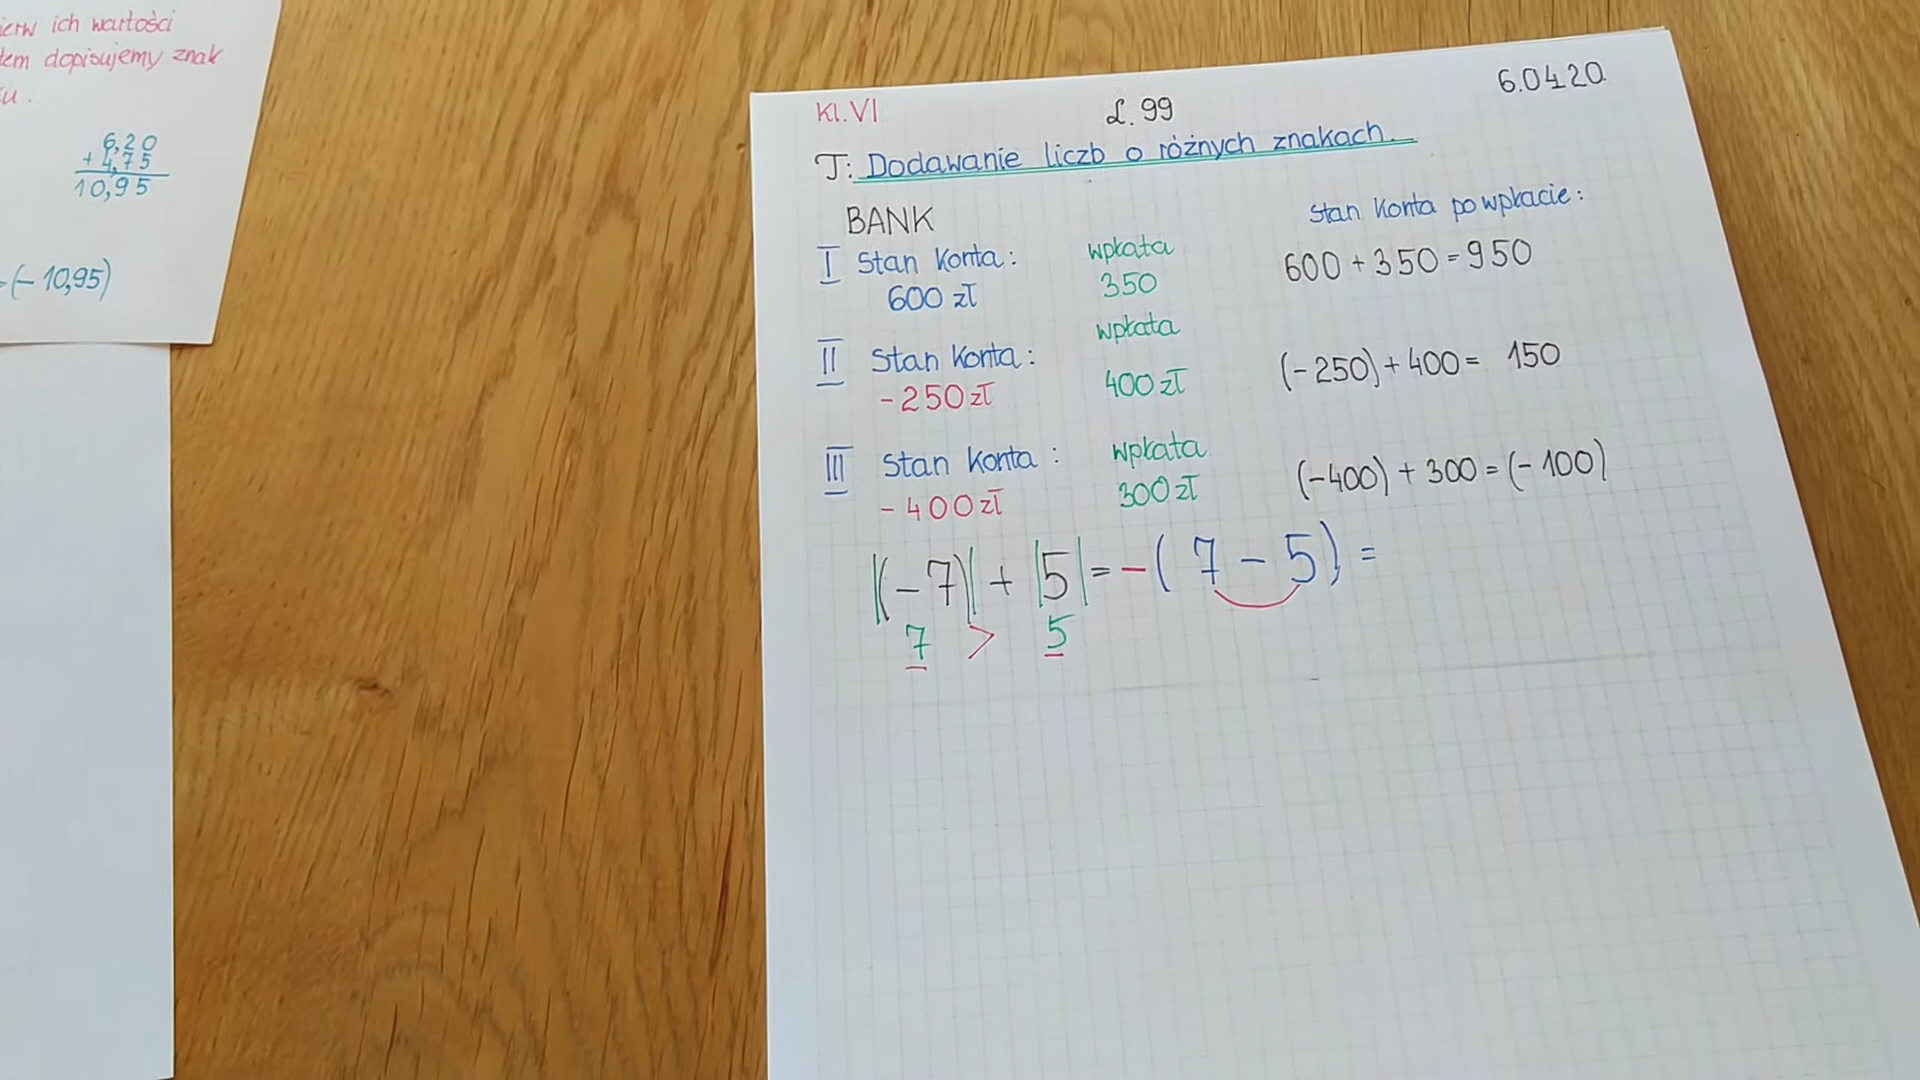 ich wartości
dopisujemy znak
6,20
+ 4,75
10,95
(- 10,95)
Kl. VI
L. 99
6.04.20.
T: Dodawanie liczb o różnych znakach.
BANK
Stan Konta po wpłacie:
I Stan Konta: wpłata
600 zł 350 600 + 350 = 950
wpłata
II Stan Konta:
- 250 zł 400 zł (- 250) + 400 = 150
III Stan Konta: wpłata
- 400 zł 300 zł (-400) + 300 = (- 100)
|(- 7)| + |5| = - ( 7 - 5 ) =
7 > 5